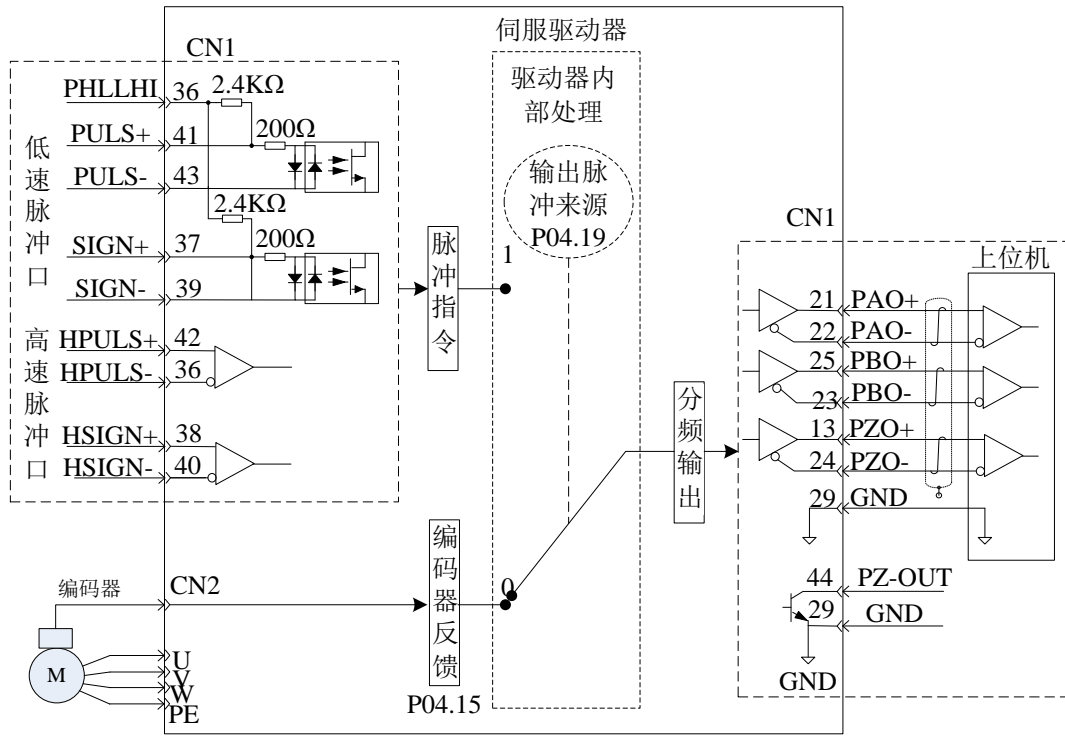 伺服驱动器
CN1
低速脉冲口
PHLLHI 36 2.4KΩ
PULS+ 41 200Ω
PULS- 43
2.4KΩ
SIGN+ 37 200Ω
SIGN- 39
高速脉冲口
HPULS+ 42
HPULS- 36
HSIGN+ 38
HSIGN- 40
脉冲指令
1
驱动器内
部处理
输出脉
冲来源
P04.19
编码器
CN2
M
U
V
W
PE
编码器反馈
P04.15
0
分频输出
CN1
上位机
21 PAO+
22 PAO-
25 PBO+
23 PBO-
13 PZO+
24 PZO-
29 GND
44 PZ-OUT
29 GND
GND